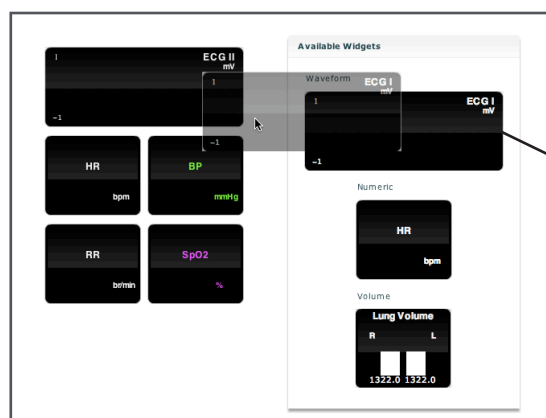 1
ECG II
mV
-1
HR
bpm
BP
mmHg
RR
br/min
SpO2
%
1
ECG I
mV
-1
Available Widgets
Waveform
1
ECG I
mV
-1
Numeric
HR
bpm
Volume
Lung Volume
R L
1322.0 1322.0